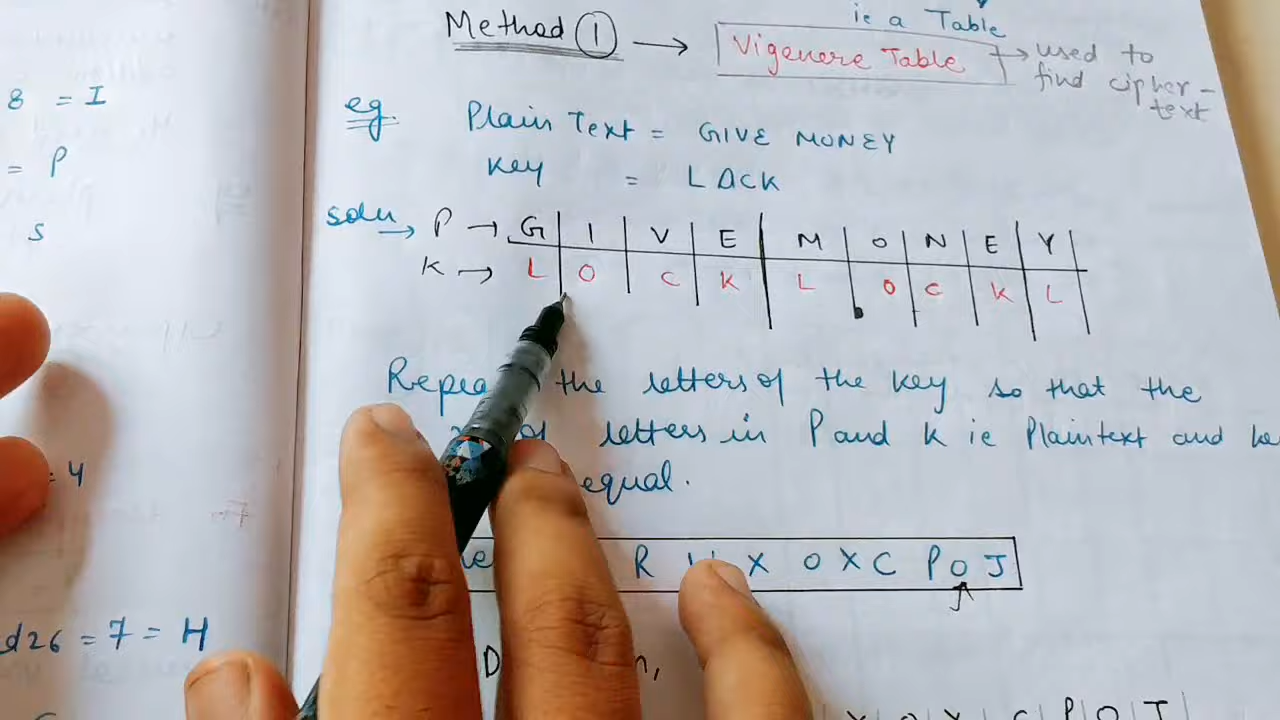 ie a Table
Method 1 → Vigenere Table → used to
find cipher-
text
8 = I
= P
S
eg. Plain Text = GIVE MONEY
Key = LACK
Soln → P → G I V E M O N E Y
K → L O C K L O C K L
the letters of the key so that the
of letters in P and K ie Plaintext and
equal.
= 4
R X O X C P O J
d26 = 7 = H
X O X C P O J